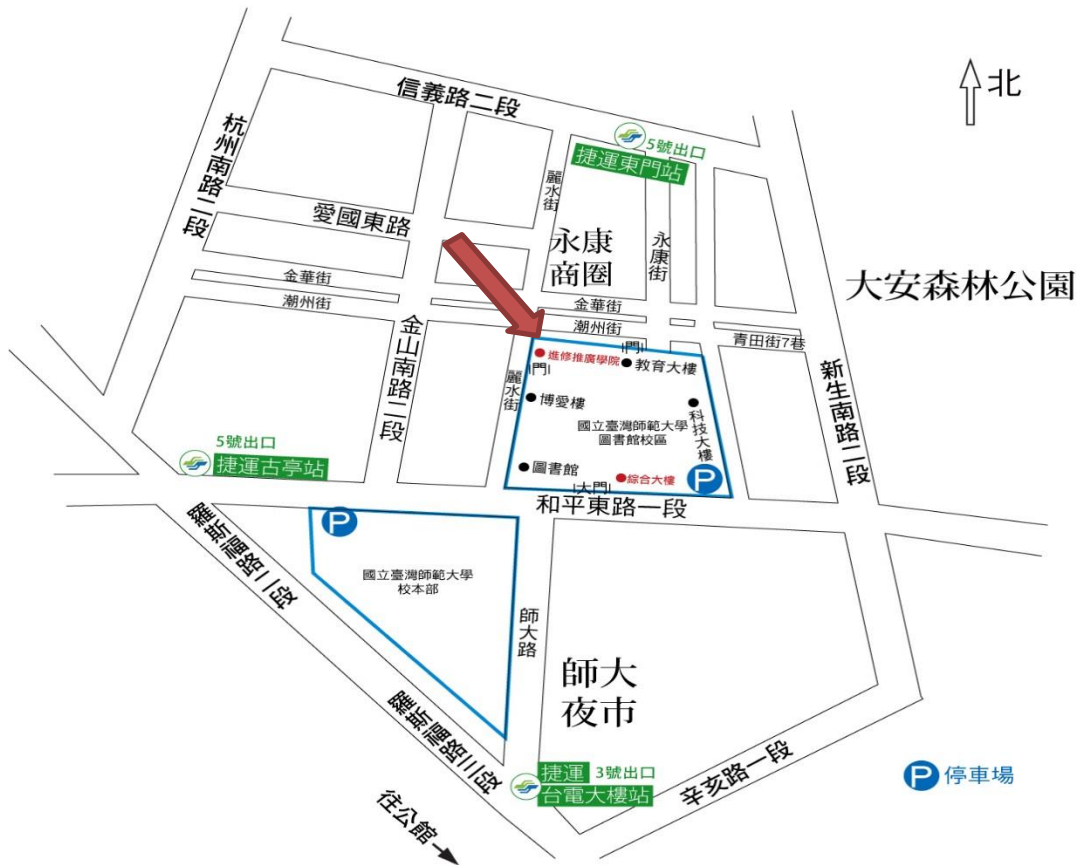 北
信義路二段
杭州南路二段
5號出口
捷運東門站
麗水街
愛國東路
永康
商圈
永康街
大安森林公園
金華街
金華街
潮州街
潮州街
青田街7巷
金山南路二段
新生南路二段
門
進修推廣學院
教育大樓
門
麗水街
博愛樓
科技大樓
國立臺灣師範大學
圖書館校區
5號出口
捷運古亭站
圖書館
綜合大樓
P
大門
和平東路一段
P
羅斯福路二段
國立臺灣師範大學
校本部
師大路
師大
夜市
羅斯福路三段
辛亥路一段
捷運 3號出口
台電大樓站
P 停車場
往公館